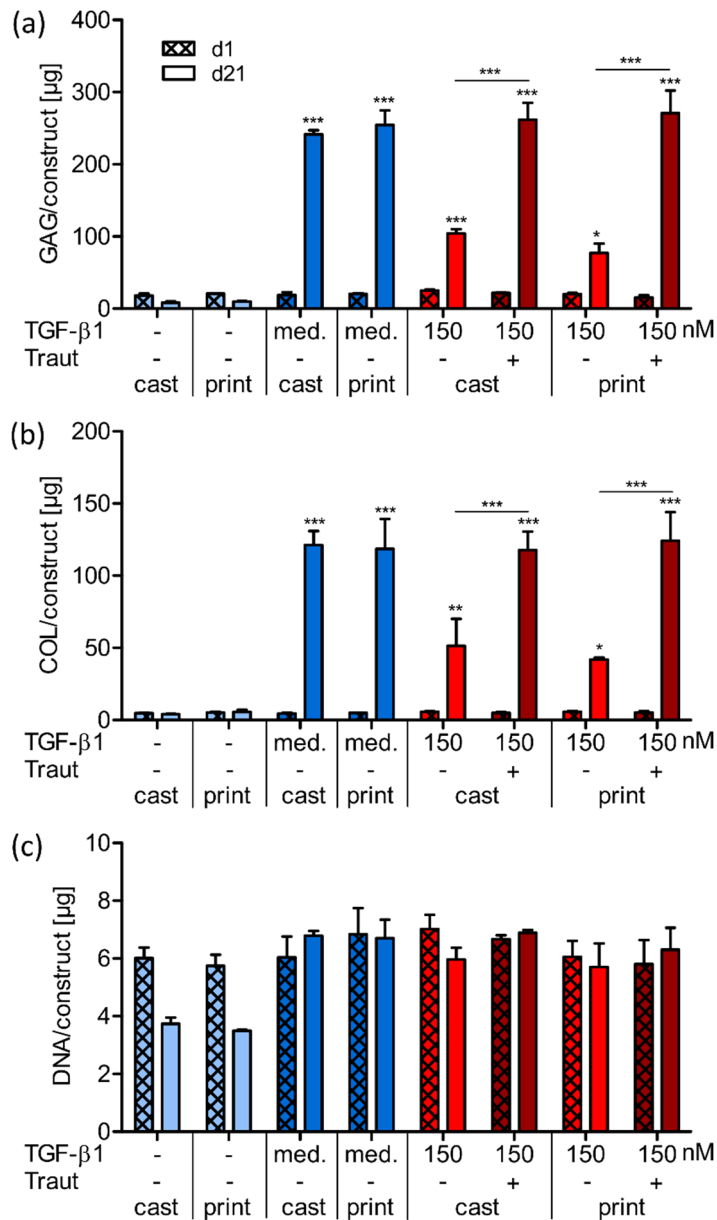 (a)
GAG/construct [µg]
400
300
200
100
0
d1
d21
***
***
***
***
***
*
***
***
TGF-β1 - - med. med. 150 150 150 150 nM
Traut - - - - - + - +
cast print cast print cast print
(b)
COL/construct [µg]
200
150
100
50
0
***
***
**
***
***
*
***
***
TGF-β1 - - med. med. 150 150 150 150 nM
Traut - - - - - + - +
cast print cast print cast print
(c)
DNA/construct [µg]
10
8
6
4
2
0
TGF-β1 - - med. med. 150 150 150 150 nM
Traut - - - - - + - +
cast print cast print cast print